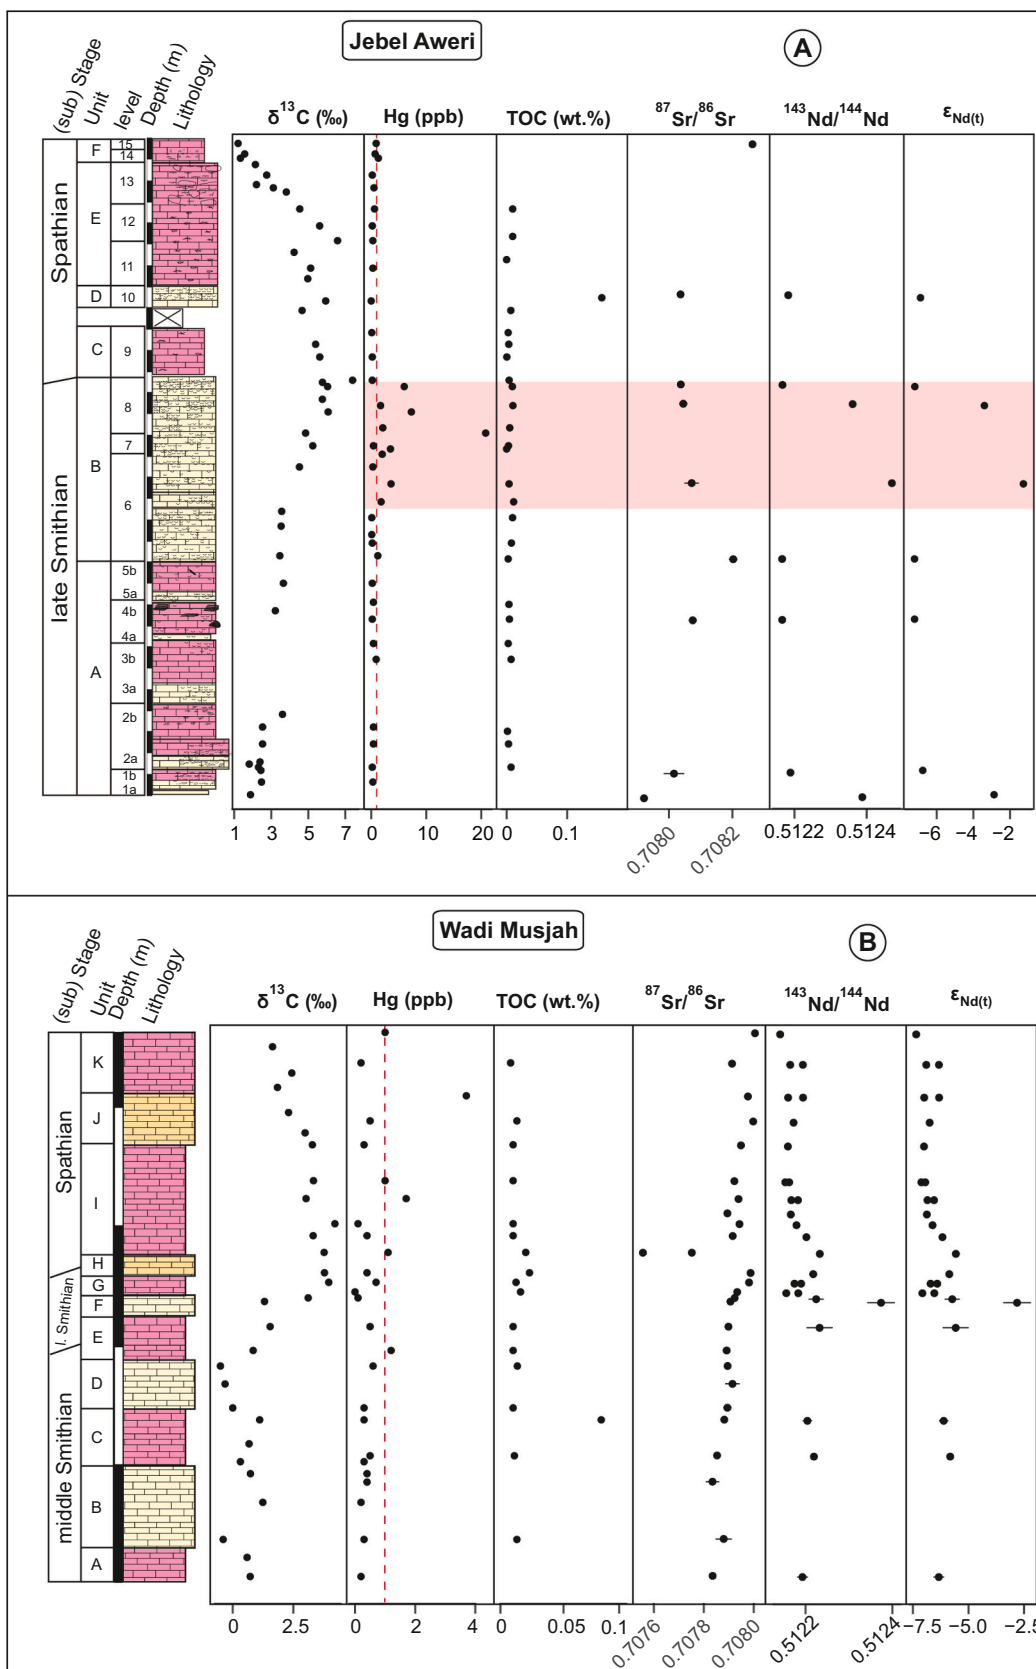 Jebel Aweri
A
(sub) Stage
Unit
level
Depth (m)
Lithology
δ¹³C (‰)
Hg (ppb)
TOC (wt.%)
⁸⁷Sr/⁸⁶Sr
¹⁴³Nd/¹⁴⁴Nd
εNd(t)
Spathian
late Smithian
F
E
D
C
B
A
15
14
13
12
11
10
9
8
7
6
5b
5a
4b
4a
3b
3a
2b
2a
1b
1a
1 3 5 7
0 10 20
0 0.1
0.7080 0.7082
0.5122 0.5124
−6 −4 −2
Wadi Musjah
B
(sub) Stage
Unit
Depth (m)
Lithology
δ¹³C (‰)
Hg (ppb)
TOC (wt.%)
⁸⁷Sr/⁸⁶Sr
¹⁴³Nd/¹⁴⁴Nd
εNd(t)
Spathian
l. Smithian
middle Smithian
K
J
I
H
G
F
E
D
C
B
A
0 2.5
0 2 4
0 0.05 0.1
0.7076 0.7078 0.7080
0.5122 0.5124
−7.5 −5.0 −2.5